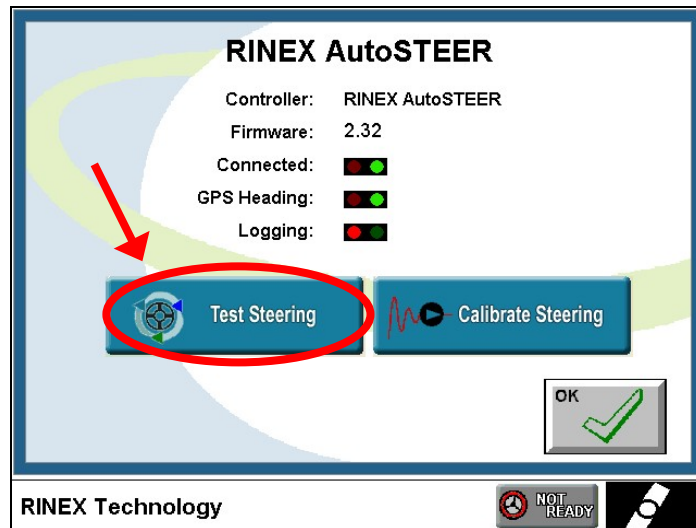 RINEX AutoSTEER
Controller: RINEX AutoSTEER
Firmware: 2.32
Connected:
GPS Heading:
Logging:
Test Steering
Calibrate Steering
OK
RINEX Technology
NOT
READY